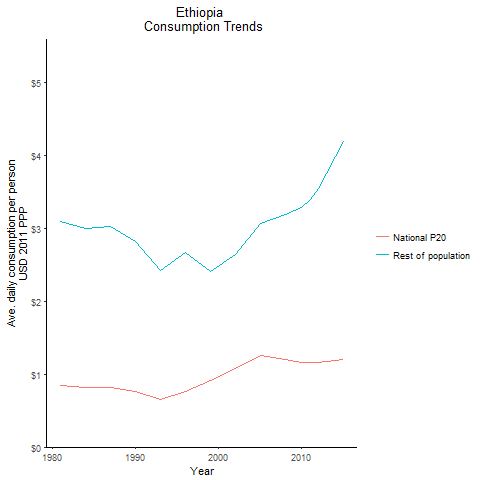 Ethiopia
Consumption Trends
Ave. daily consumption per person
USD 2011 PPP
$5
$4
$3
$2
$1
$0
1980
1990
2000
2010
Year
National P20
Rest of population